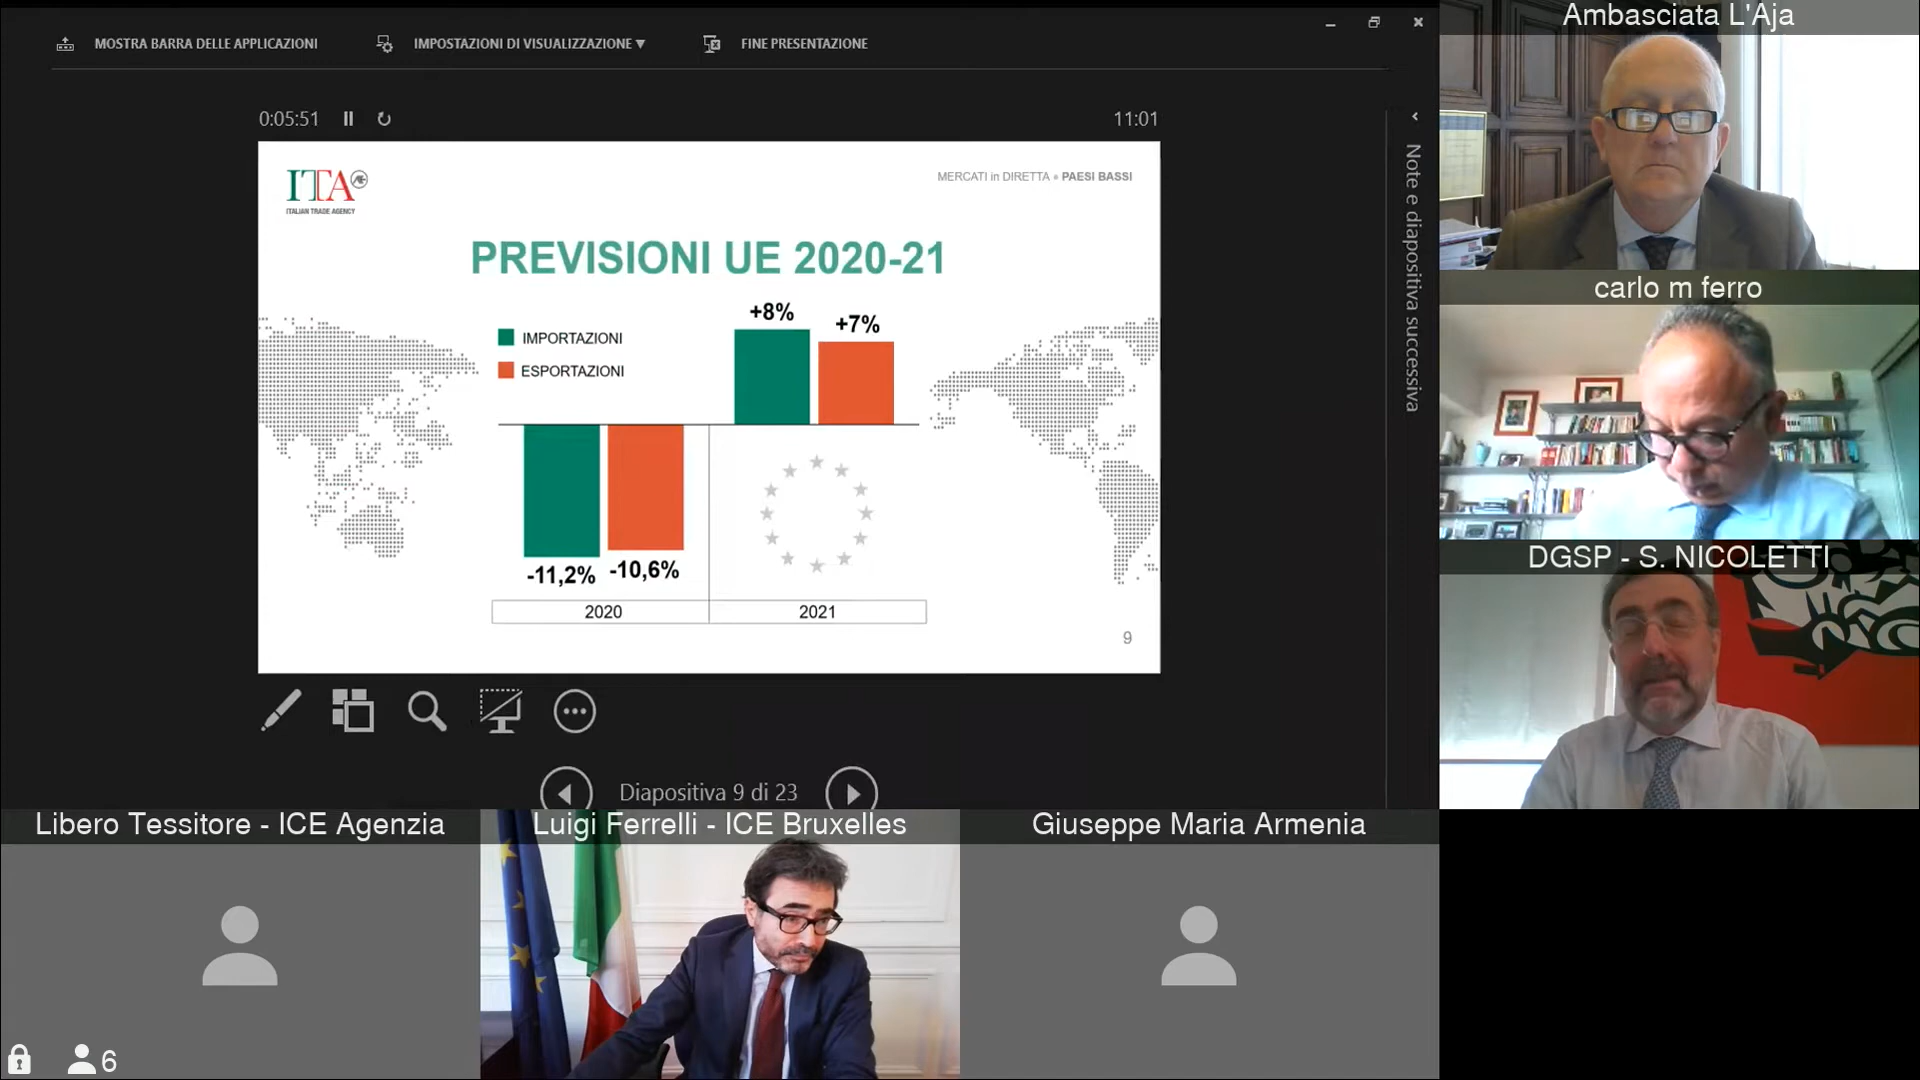 MOSTRA BARRA DELLE APPLICAZIONI
IMPOSTAZIONI DI VISUALIZZAZIONE ▼
FINE PRESENTAZIONE
0:05:51
11:01
ITA
ITALIAN TRADE AGENCY
MERCATI in DIRETTA • PAESI BASSI
PREVISIONI UE 2020-21
IMPORTAZIONI
ESPORTAZIONI
+8%
+7%
-11,2%
-10,6%
2020
2021
9
Diapositiva 9 di 23
Note e diapositiva successiva
Ambasciata L'Aja
carlo m ferro
DGSP - S. NICOLETTI
Libero Tessitore - ICE Agenzia
Luigi Ferrelli - ICE Bruxelles
Giuseppe Maria Armenia
6